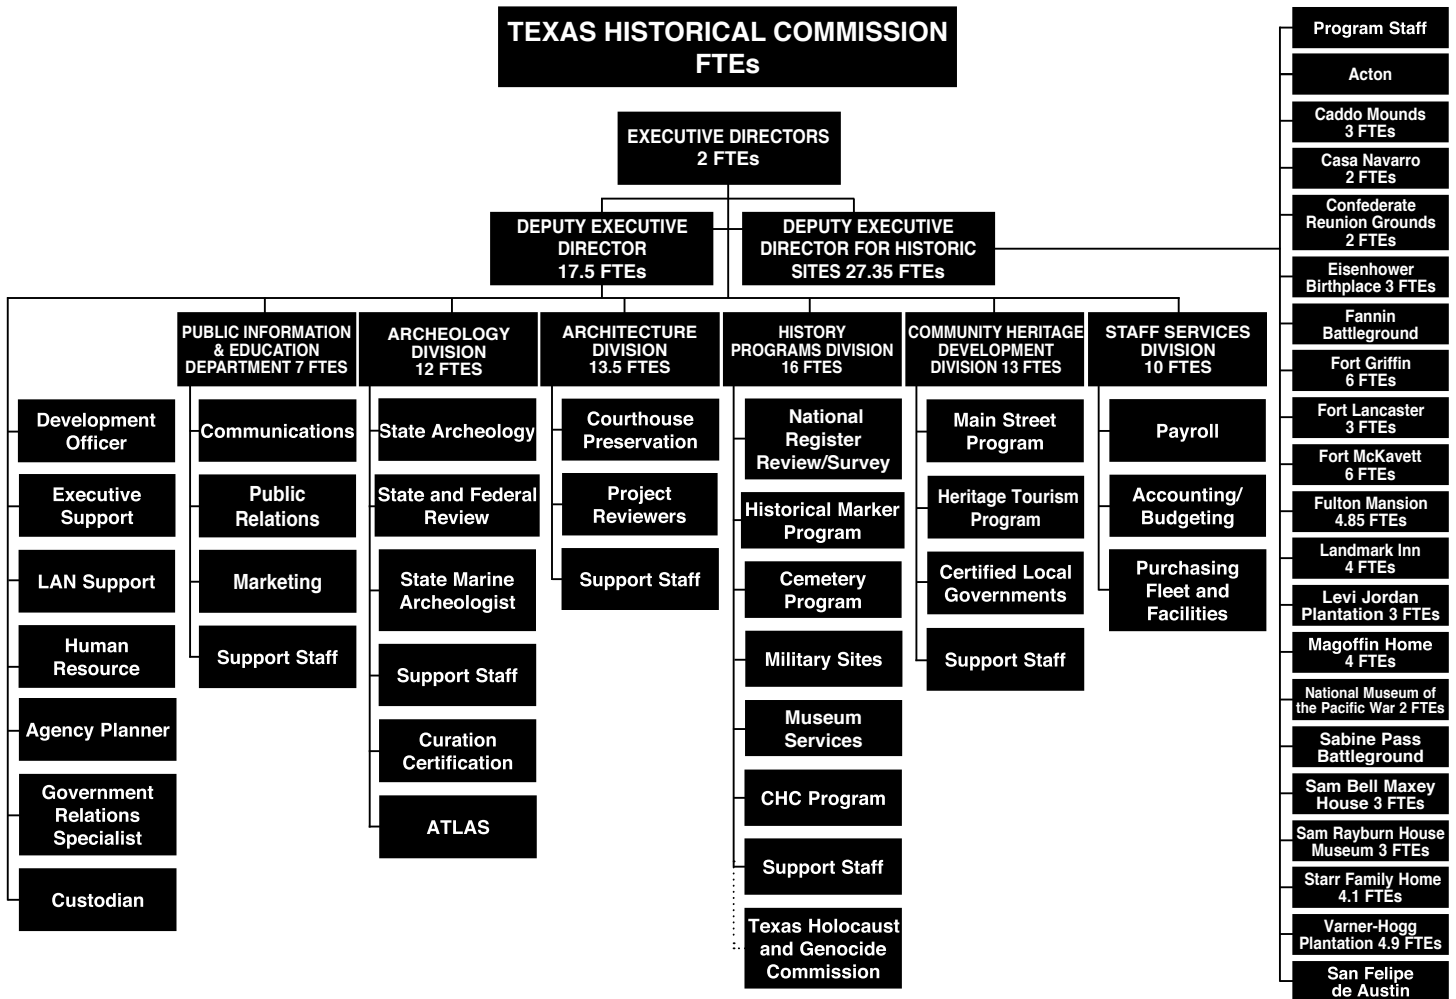 TEXAS HISTORICAL COMMISSION
FTEs
EXECUTIVE DIRECTORS
2 FTEs
DEPUTY EXECUTIVE
DIRECTOR
17.5 FTEs
DEPUTY EXECUTIVE
DIRECTOR FOR HISTORIC
SITES 27.35 FTEs
PUBLIC INFORMATION
& EDUCATION
DEPARTMENT 7 FTES
ARCHEOLOGY
DIVISION
12 FTES
ARCHITECTURE
DIVISION
13.5 FTES
HISTORY
PROGRAMS DIVISION
16 FTES
COMMUNITY HERITAGE
DEVELOPMENT
DIVISION 13 FTES
STAFF SERVICES
DIVISION
10 FTES
Development
Officer
Executive
Support
LAN Support
Human
Resource
Agency Planner
Government
Relations
Specialist
Custodian
Communications
Public
Relations
Marketing
Support Staff
State Archeology
State and Federal
Review
State Marine
Archeologist
Support Staff
Curation
Certification
ATLAS
Courthouse
Preservation
Project
Reviewers
Support Staff
National
Register
Review/Survey
Historical Marker
Program
Cemetery
Program
Military Sites
Museum
Services
CHC Program
Support Staff
Texas Holocaust
and Genocide
Commission
Main Street
Program
Heritage Tourism
Program
Certified Local
Governments
Support Staff
Payroll
Accounting/
Budgeting
Purchasing
Fleet and
Facilities
Program Staff
Acton
Caddo Mounds
3 FTEs
Casa Navarro
2 FTEs
Confederate
Reunion Grounds
2 FTEs
Eisenhower
Birthplace 3 FTEs
Fannin
Battleground
Fort Griffin
6 FTEs
Fort Lancaster
3 FTEs
Fort McKavett
6 FTEs
Fulton Mansion
4.85 FTEs
Landmark Inn
4 FTEs
Levi Jordan
Plantation 3 FTEs
Magoffin Home
4 FTEs
National Museum of
the Pacific War 2 FTEs
Sabine Pass
Battleground
Sam Bell Maxey
House 3 FTEs
Sam Rayburn House
Museum 3 FTEs
Starr Family Home
4.1 FTEs
Varner-Hogg
Plantation 4.9 FTEs
San Felipe
de Austin